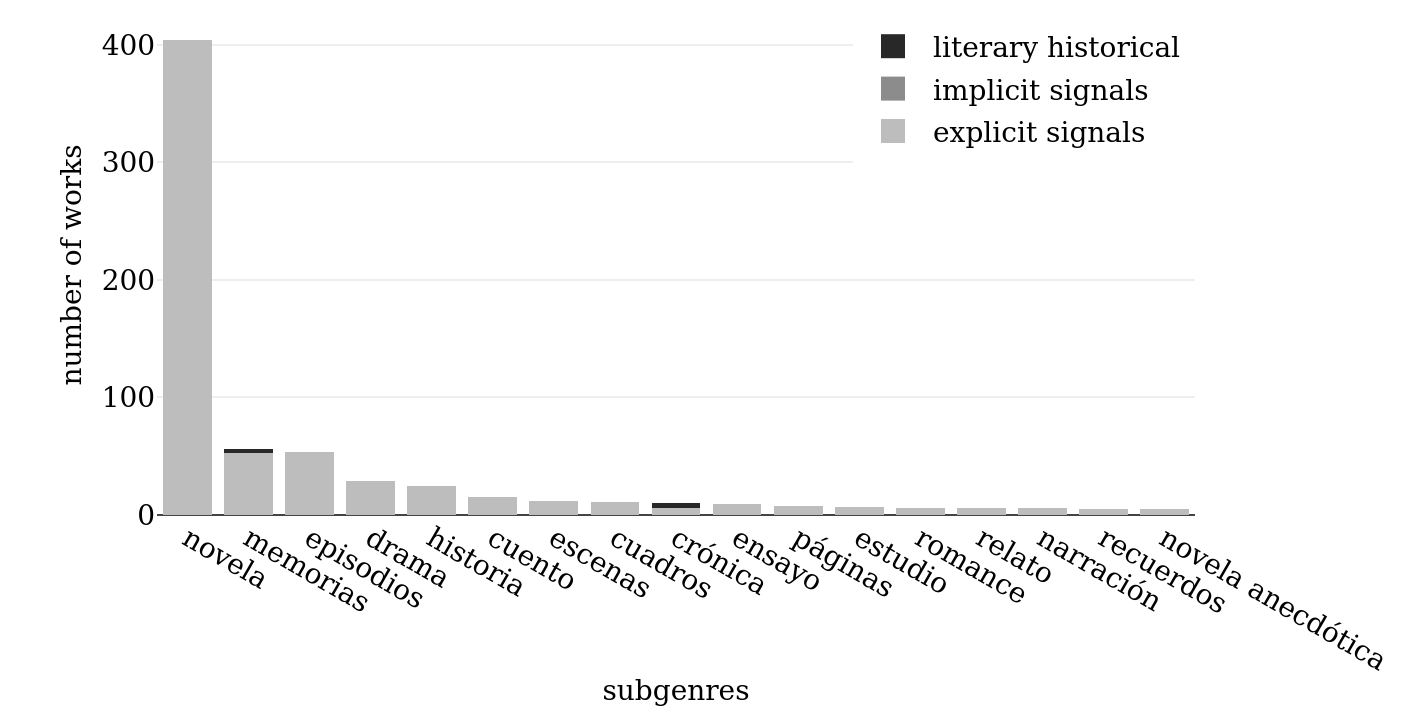 400
300
200
100
0
number of works
literary historical
implicit signals
explicit signals
novela
memorias
episodios
drama
historia
cuento
escenas
cuadros
crónica
ensayo
páginas
estudio
romance
relato
narración
recuerdos
novela anecdótica
subgenres